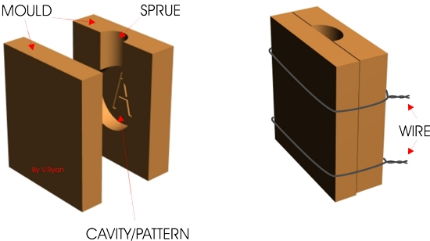 MOULD
SPRUE
A
By V.Ryan
WIRE
CAVITY/PATTERN